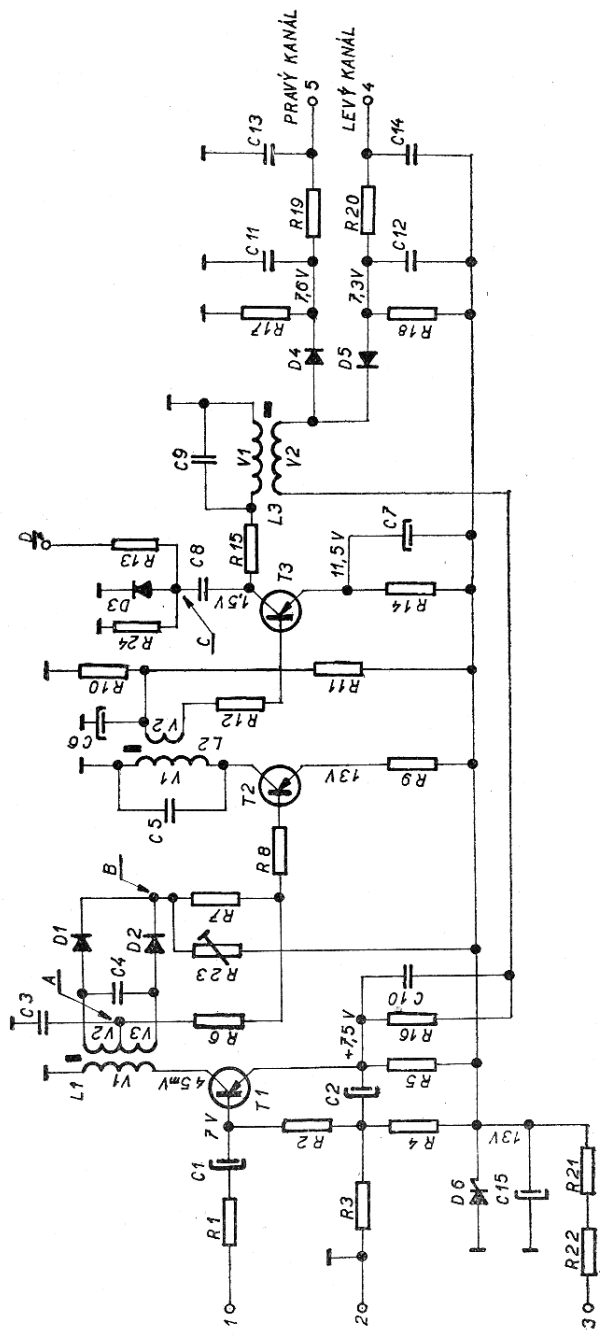 PRAVÝ KANÁL
5
LEVÝ KANÁL
4
C13
C14
R19
R20
C11
C12
7,6V
7,3V
R17
R18
D4
D5
C9
V1
V2
L3
R15
D
R13
C8
D3
R24
C
1,5V
T3
11,5V
C7
R14
R10
R11
C6
V2
R12
L2
V1
C5
T2
13V
R9
R8
B
D1
D2
R7
R23
C4
A
C3
V2
V3
R6
C10
R16
+7,5V
L1
V1
45mV
T1
R5
C2
7V
C1
R2
R4
13V
R1
R3
D6
C15
R21
R22
1
2
3